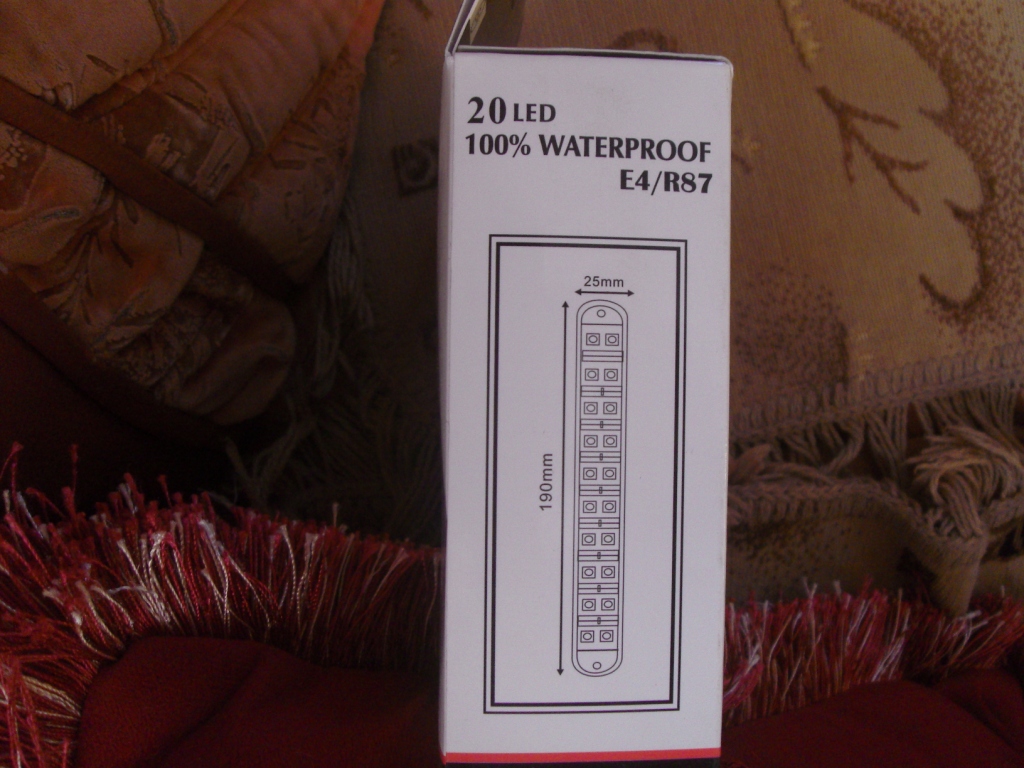 20 LED
100% WATERPROOF
E4/R87
25mm
190mm